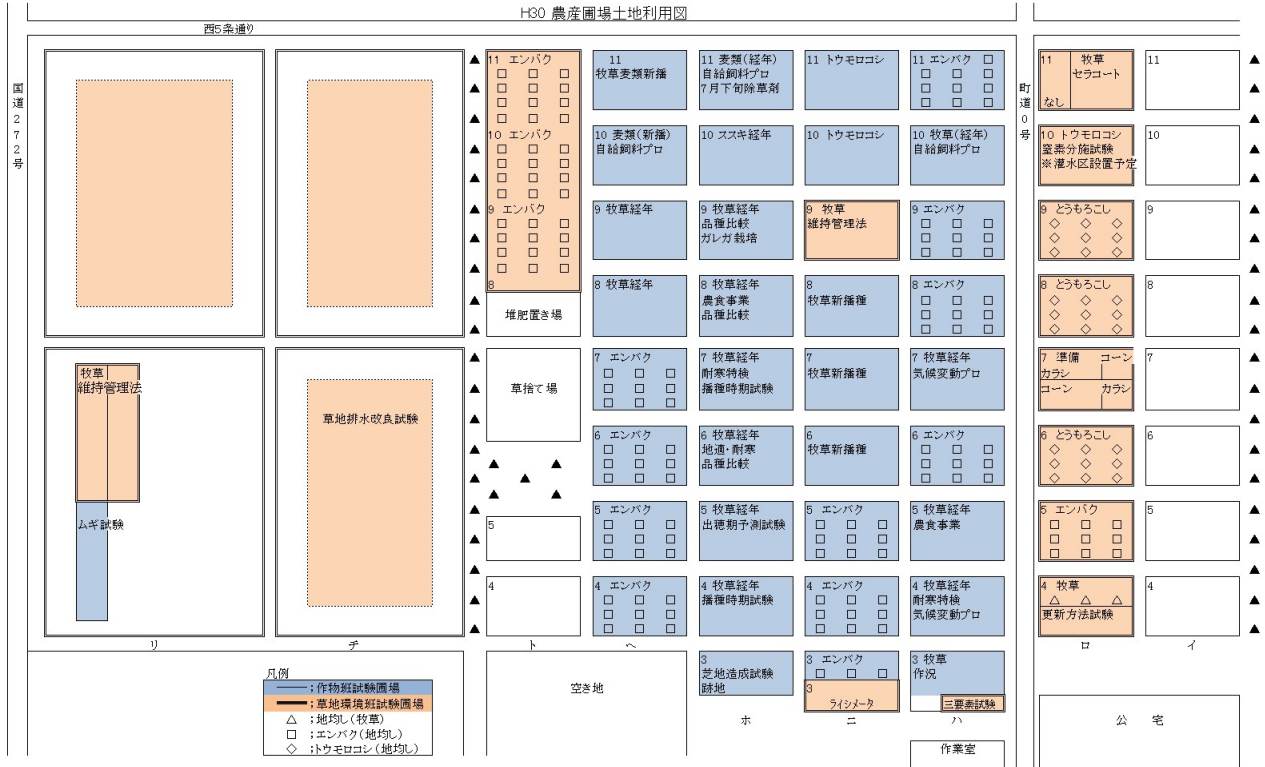 H30 農産圃場土地利用図
西5条通り
国道272号
町道0号
11 エンバク
10 エンバク
9 エンバク
8
堆肥置き場
草捨て場
5
4
11
牧草麦類新播
10 麦類(新播)
自給飼料プロ
9 牧草経年
8 牧草経年
7 エンバク
6 エンバク
5 エンバク
4 エンバク
11 麦類(経年)
自給飼料プロ
7月下旬除草剤
10 ススキ経年
9 牧草経年
品種比較
ガレガ栽培
8 牧草経年
農食事業
品種比較
7 牧草経年
耐寒特検
播種時期試験
6 牧草経年
地適・耐寒
品種比較
5 牧草経年
出穂期予測試験
4 牧草経年
播種時期試験
3
芝地造成試験
跡地
11 トウモロコシ
10 トウモロコシ
9 牧草
維持管理法
8
牧草新播種
7
牧草新播種
6
牧草新播種
5 エンバク
4 エンバク
3 エンバク
3
ライシメータ
11 エンバク
10 牧草(経年)
自給飼料プロ
9 エンバク
8 エンバク
7 牧草経年
気候変動プロ
6 エンバク
5 牧草経年
農食事業
4 牧草経年
耐寒特検
気候変動プロ
3 牧草
作況
三要素試験
11 牧草
セラコート
なし
10 トウモロコシ
窒素分施試験
※灌水区設置予定
9 とうもろこし
8 とうもろこし
7 準備 コーン
カラシ
コーン カラシ
6 とうもろこし
5 エンバク
4 牧草
更新方法試験
11
10
9
8
7
6
5
4
牧草
維持管理法
ムギ試験
草地排水改良試験
リ チ ト ヘ ロ イ
ホ ニ ハ
空き地
公 宅
作業室
凡例
;作物班試験圃場
;草地環境班試験圃場
△ ;地均し(牧草)
□ ;エンバク(地均し)
◇ ;トウモロコシ(地均し)